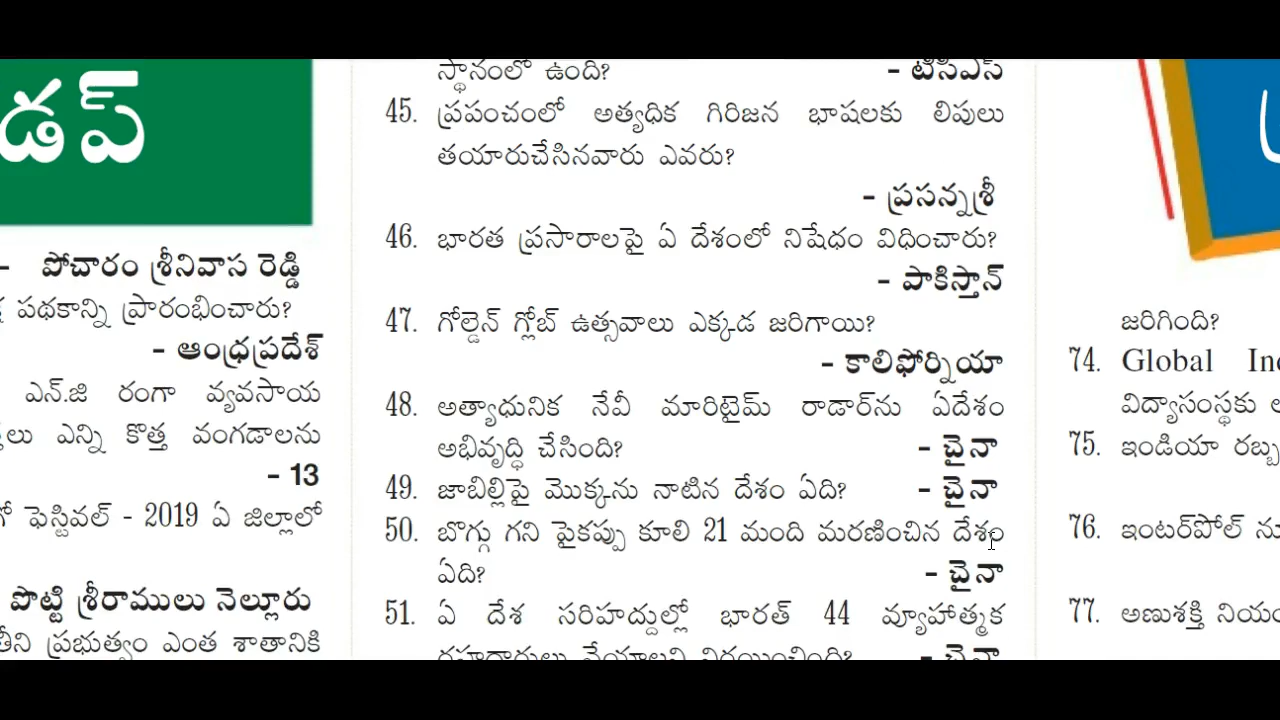 డప్
- పోచారం శ్రీనివాస రెడ్డి
పథకాన్ని ప్రారంభించారు?
- ఆంధ్రప్రదేశ్
ఎన్.జి రంగా వ్యవసాయ
ఎన్ని కొత్త వంగడాలను
- 13
ఫెస్టివల్ - 2019 ఏ జిల్లాలో
పొట్టి శ్రీరాములు నెల్లూరు
ప్రభుత్వం ఎంత శాతానికి
స్థానంలో ఉంది? - టిసిఎస్
45. ప్రపంచంలో అత్యధిక గిరిజన భాషలకు లిపులు
తయారుచేసినవారు ఎవరు?
- ప్రసన్నశ్రీ
46. భారత ప్రసారాలపై ఏ దేశంలో నిషేధం విధించారు?
- పాకిస్తాన్
47. గోల్డెన్ గ్లోబ్ ఉత్సవాలు ఎక్కడ జరిగాయి?
- కాలిఫోర్నియా
48. అత్యాధునిక నేవీ మారిటైమ్ రాడార్‌ను ఏదేశం
అభివృద్ధి చేసింది? - చైనా
49. జాబిల్లిపై మొక్కను నాటిన దేశం ఏది? - చైనా
50. బొగ్గు గని పైకప్పు కూలి 21 మంది మరణించిన దేశం
ఏది? - చైనా
51. ఏ దేశ సరిహద్దుల్లో భారత్ 44 వ్యూహాత్మక
రహదారులు వేయాలని నిర్ణయించింది? - చైనా
జరిగింది?
74. Global
విద్యాసంస్థకు
75. ఇండియా
76. ఇంటర్‌పోల్
77. అణుశక్తి